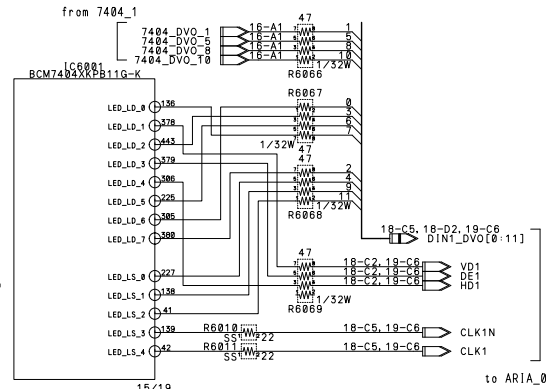 from 7404_1
7404_DVO_1 16-A1
7404_DVO_5 16-A1
7404_DVO_8 16-A1
7404_DVO_10 16-A1
47
1
5
8
10
R6066 1/32W
IC6001
BCM7404XKPB11G-K
LED_LD_0 136
LED_LD_1 378
LED_LD_2 443
LED_LD_3 379
LED_LD_4 306
LED_LD_5 225
LED_LD_6 305
LED_LD_7 380
LED_LS_0 227
LED_LS_1 138
LED_LS_2 41
LED_LS_3 139
LED_LS_4 42
15/19
R6067
0
3
6
7
1/32W
47
47
2
4
9
11
R6068 1/32W
18-C5, 18-D2, 19-C6
DIN1_DVO[0:11]
47
18-C2, 19-C6 VD1
18-C2, 19-C6 DE1
18-C2, 19-C6 HD1
1/32W
R6069
R6010 SS 22 18-C5, 19-C6 CLK1N
R6011 SS 22 18-C5, 19-C6 CLK1
to ARIA_0